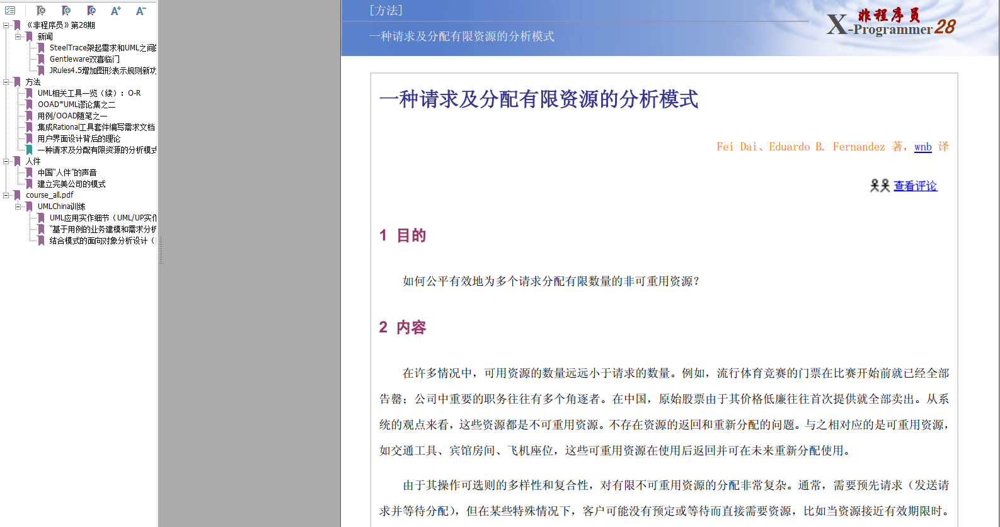 A+ A-
《非程序员》第28期
新闻
SteelTrace架起需求和UML之间的
Gentleware双喜临门
JRules4.5增加图形表示规则新功
方法
UML相关工具一览（续）：O-R
OOAD*UML谬论集之二
用例/OOAD随笔之一
集成Rational工具套件编写需求文档
用户界面设计背后的理论
一种请求及分配有限资源的分析模式
人件
中国“人件”的声音
建立完美公司的模式
course_all.pdf
UMLChina训练
UML应用实作细节（UML/UP实作
“基于用例的业务建模和需求分析
结合模式的面向对象分析设计（
[方法]
一种请求及分配有限资源的分析模式
非程序员
X-Programmer 28
一种请求及分配有限资源的分析模式
Fei Dai、Eduardo B. Fernandez 著，wnb 译
查看评论
1 目的
如何公平有效地为多个请求分配有限数量的非可重用资源？
2 内容
在许多情况中，可用资源的数量远远小于请求的数量。例如，流行体育竞赛的门票在比赛开始前就已经全部
告罄；公司中重要的职务往往有多个角逐者。在中国，原始股票由于其价格低廉往往首次提供就全部卖出。从系
统的观点来看，这些资源都是不可重用资源。不存在资源的返回和重新分配的问题。与之相对应的是可重用资源，
如交通工具、宾馆房间、飞机座位，这些可重用资源在使用后返回并可在未来重新分配使用。
由于其操作可选则的多样性和复合性，对有限不可重用资源的分配非常复杂。通常，需要预先请求（发送请
求并等待分配），但在某些特殊情况下，客户可能没有预定或等待而直接需要资源，比如当资源接近有效期限时。